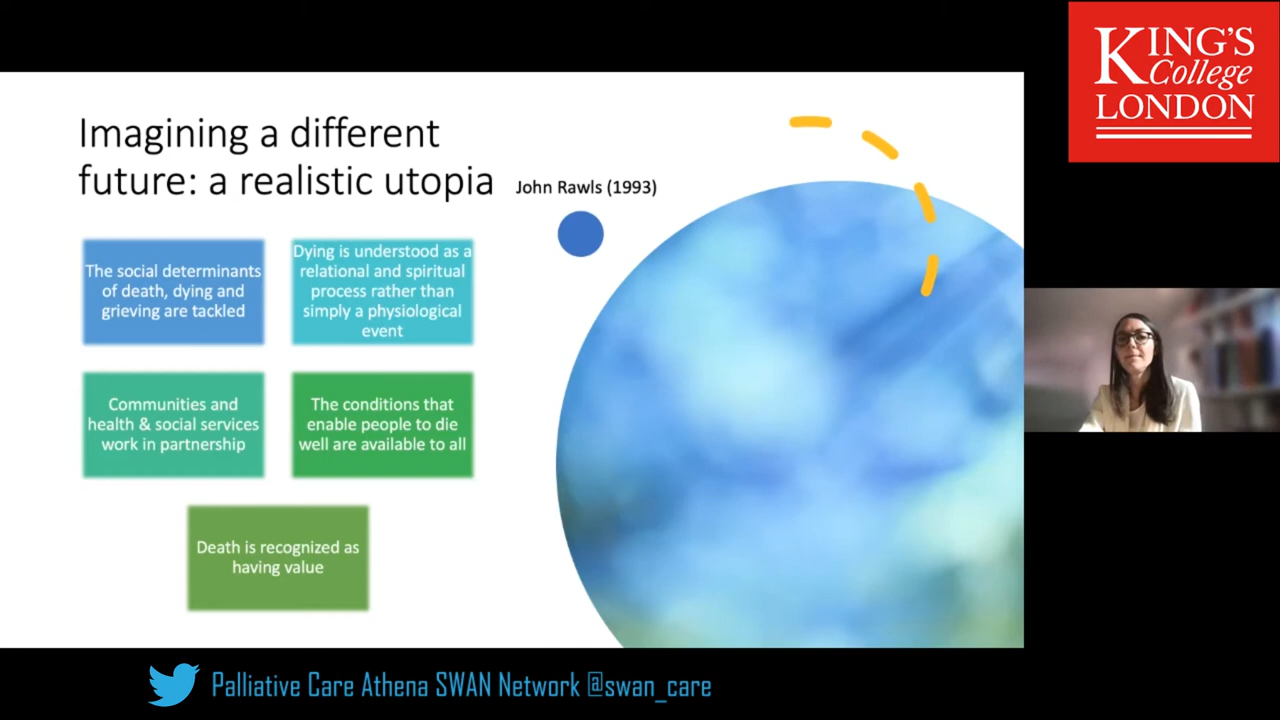 KING'S
College
LONDON
Imagining a different
future: a realistic utopia John Rawls (1993)
The social determinants
of death, dying and
grieving are tackled
Dying is understood as a
relational and spiritual
process rather than
simply a physiological
event
Communities and
health & social services
work in partnership
The conditions that
enable people to die
well are available to all
Death is recognized as
having value
Palliative Care Athena SWAN Network @swan_care